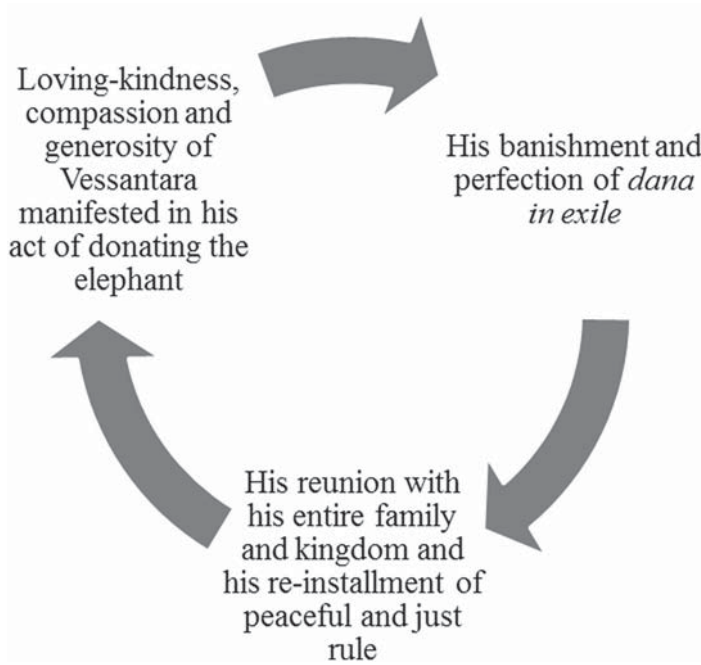 Loving-kindness,
compassion and
generosity of
Vessantara
manifested in his
act of donating the
elephant
His banishment and
perfection of dana
in exile
His reunion with
his entire family
and kingdom and
his re-installment of
peaceful and just
rule